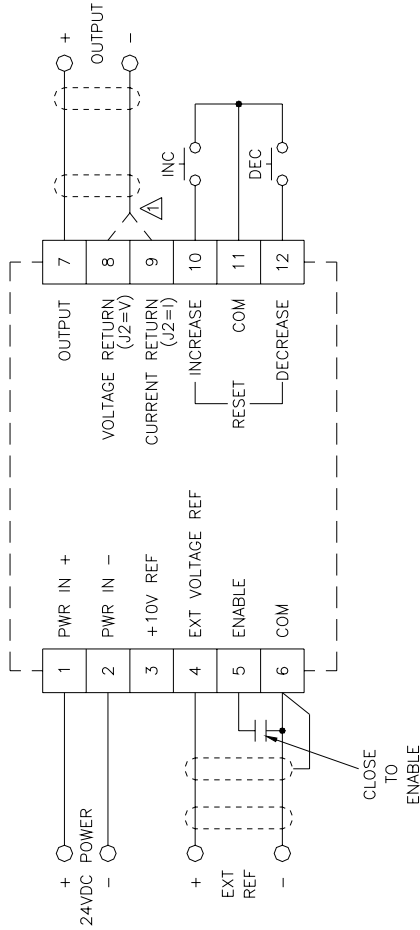 +
24VDC POWER
-
+
EXT
REF
-
CLOSE
TO
ENABLE
1
2
3
4
5
6
PWR IN +
PWR IN -
+10V REF
EXT VOLTAGE REF
ENABLE
COM
OUTPUT
VOLTAGE RETURN
(J2=V)
CURRENT RETURN
(J2=I)
INCREASE
COM
DECREASE
RESET
7
8
9
10
11
12
1
INC
DEC
+
OUTPUT
-